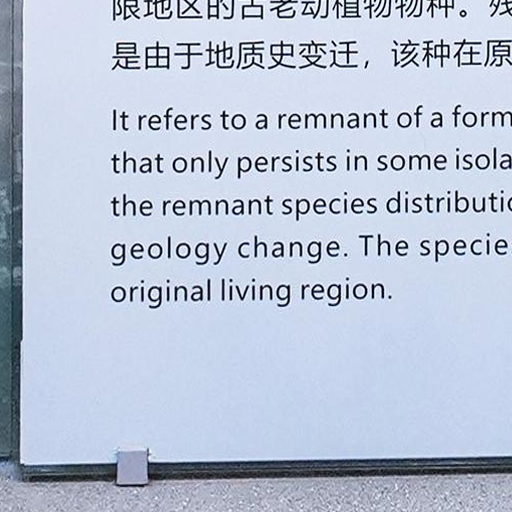 限地区的古老动植物物种。残
是由于地质史变迁，该种在原
It refers to a remnant of a form
that only persists in some isola
the remnant species distributio
geology change. The specie
original living region.